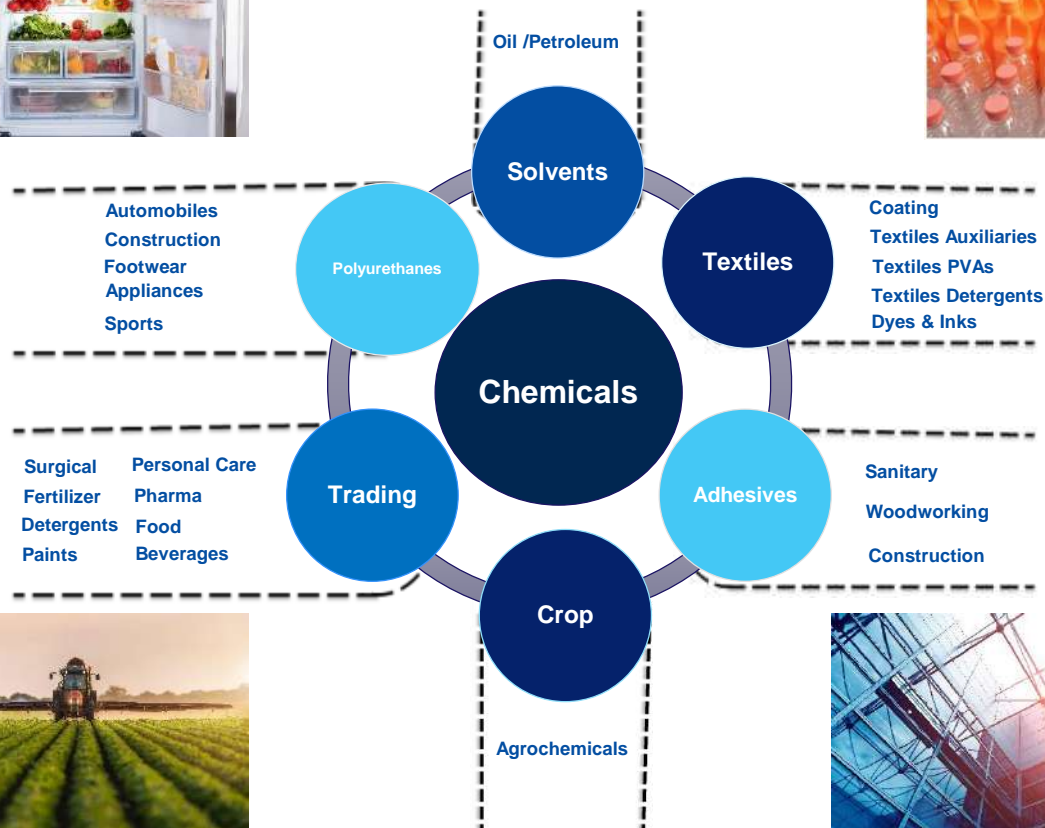 Oil /Petroleum
Solvents
Automobiles
Construction
Footwear
Appliances
Sports
Polyurethanes
Textiles
Coating
Textiles Auxiliaries
Textiles PVAs
Textiles Detergents
Dyes & Inks
Chemicals
Surgical
Fertilizer
Detergents
Paints
Personal Care
Pharma
Food
Beverages
Trading
Adhesives
Sanitary
Woodworking
Construction
Crop
Agrochemicals